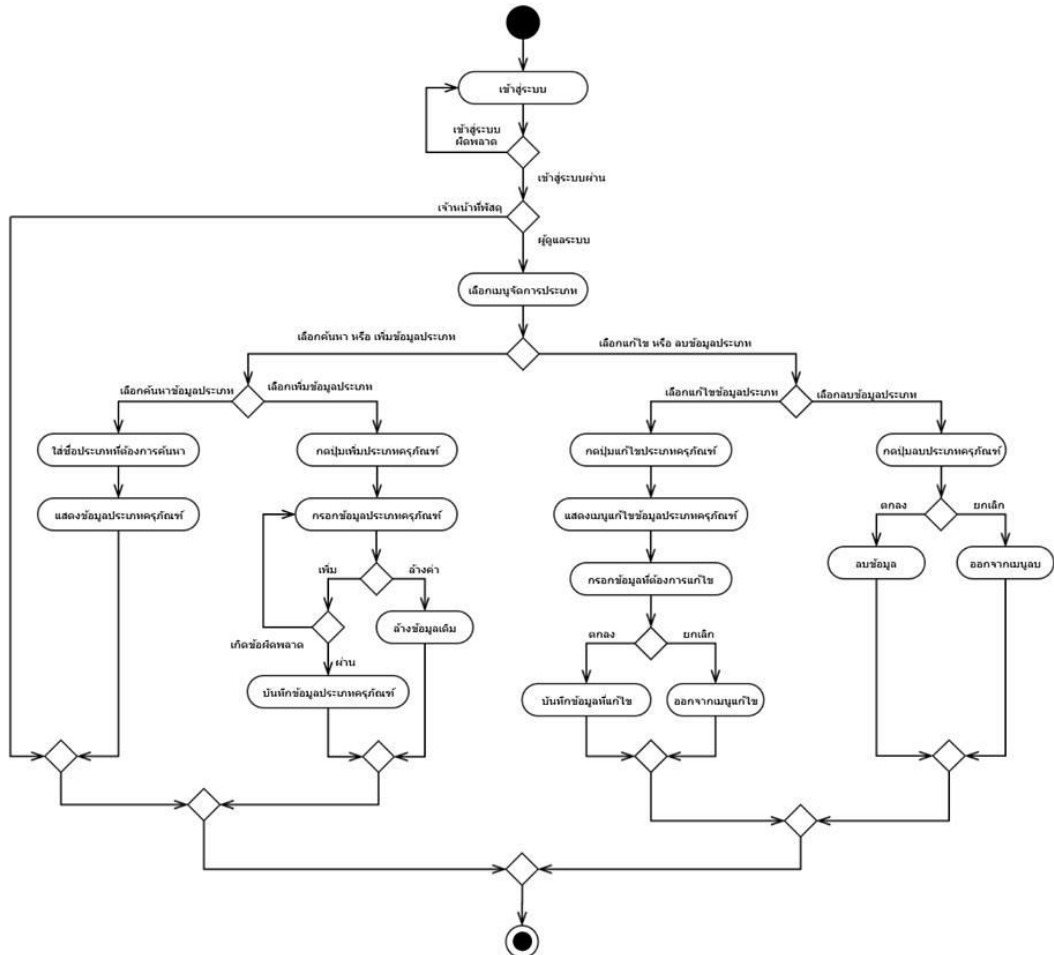 เข้าสู่ระบบ
เข้าสู่ระบบ
ผิดพลาด
เข้าสู่ระบบผ่าน
เจ้าหน้าที่พัสดุ
ผู้ดูแลระบบ
เลือกเมนูจัดการประเภท
เลือกค้นหา หรือ เพิ่มข้อมูลประเภท
เลือกแก้ไข หรือ ลบข้อมูลประเภท
เลือกค้นหาข้อมูลประเภท
เลือกเพิ่มข้อมูลประเภท
เลือกแก้ไขข้อมูลประเภท
เลือกลบข้อมูลประเภท
ใส่ชื่อประเภทที่ต้องการค้นหา
กดปุ่มเพิ่มประเภทครุภัณฑ์
กดปุ่มแก้ไขประเภทครุภัณฑ์
กดปุ่มลบประเภทครุภัณฑ์
แสดงข้อมูลประเภทครุภัณฑ์
กรอกข้อมูลประเภทครุภัณฑ์
แสดงเมนูแก้ไขข้อมูลประเภทครุภัณฑ์
ตกลง
ยกเลิก
ลบข้อมูล
ออกจากเมนูลบ
เพิ่ม
ล้างค่า
กรอกข้อมูลที่ต้องการแก้ไข
ล้างข้อมูลเดิม
เกิดข้อผิดพลาด
ตกลง
ยกเลิก
ผ่าน
บันทึกข้อมูลประเภทครุภัณฑ์
บันทึกข้อมูลที่แก้ไข
ออกจากเมนูแก้ไข